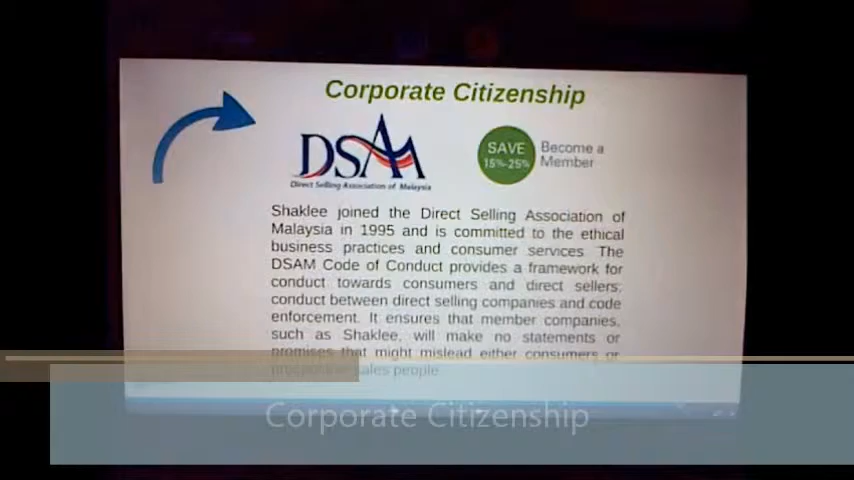 Corporate Citizenship
DSAM
Direct Selling Association of Malaysia
SAVE
15%-25%
Become a
Member
Shaklee joined the Direct Selling Association of
Malaysia in 1995 and is committed to the ethical
business practices and consumer services. The
DSAM Code of Conduct provides a framework for
conduct towards consumers and direct sellers;
conduct between direct selling companies and code
enforcement. It ensures that member companies,
such as Shaklee, will make no statements or
promises that might mislead either consumers or
sales people
Corporate Citizenship